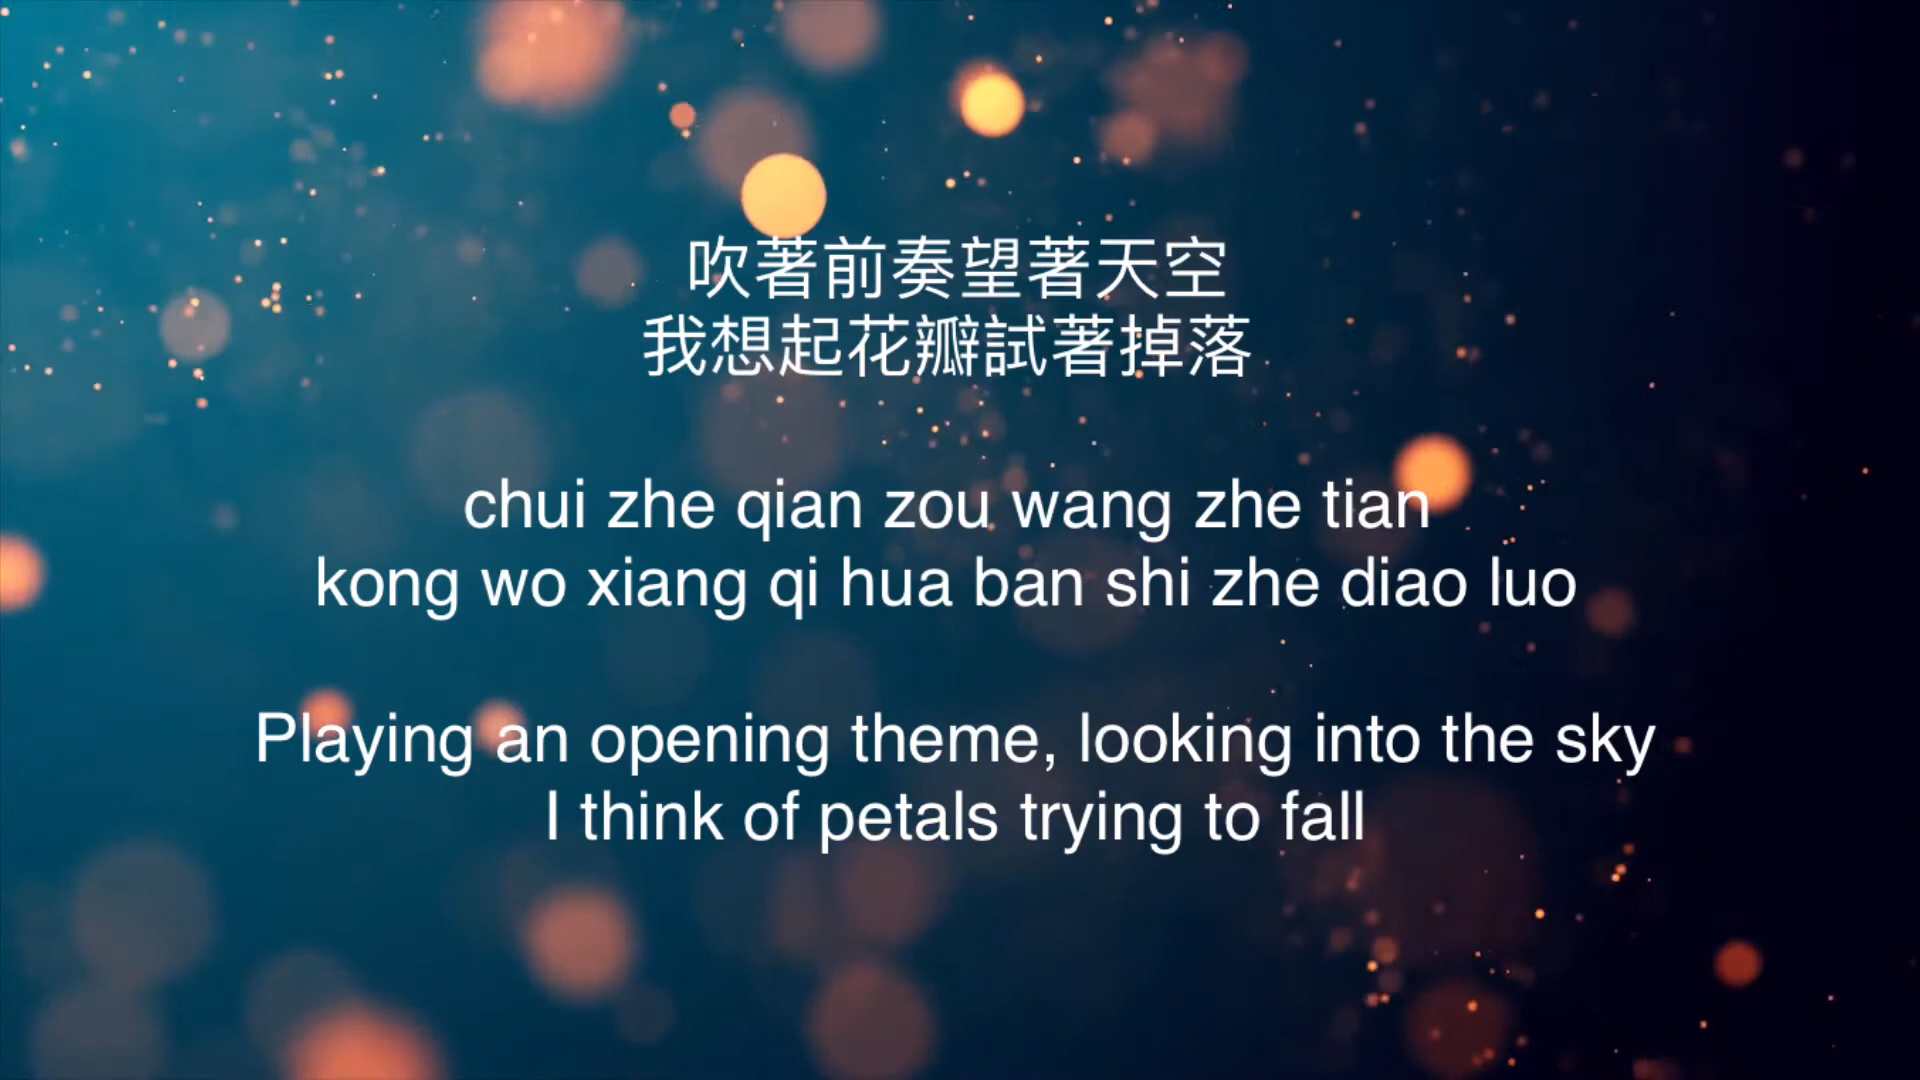 吹著前奏望著天空
我想起花瓣試著掉落
chui zhe qian zou wang zhe tian
kong wo xiang qi hua ban shi zhe diao luo
Playing an opening theme, looking into the sky
I think of petals trying to fall